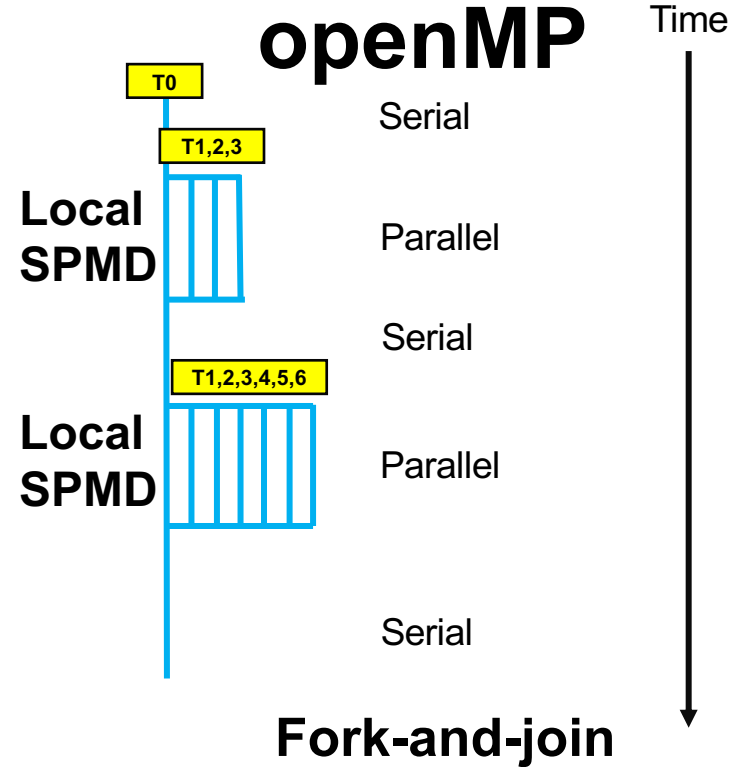 openMP
Time
T0
Serial
T1,2,3
Local
SPMD
Parallel
Serial
T1,2,3,4,5,6
Local
SPMD
Parallel
Serial
Fork-and-join